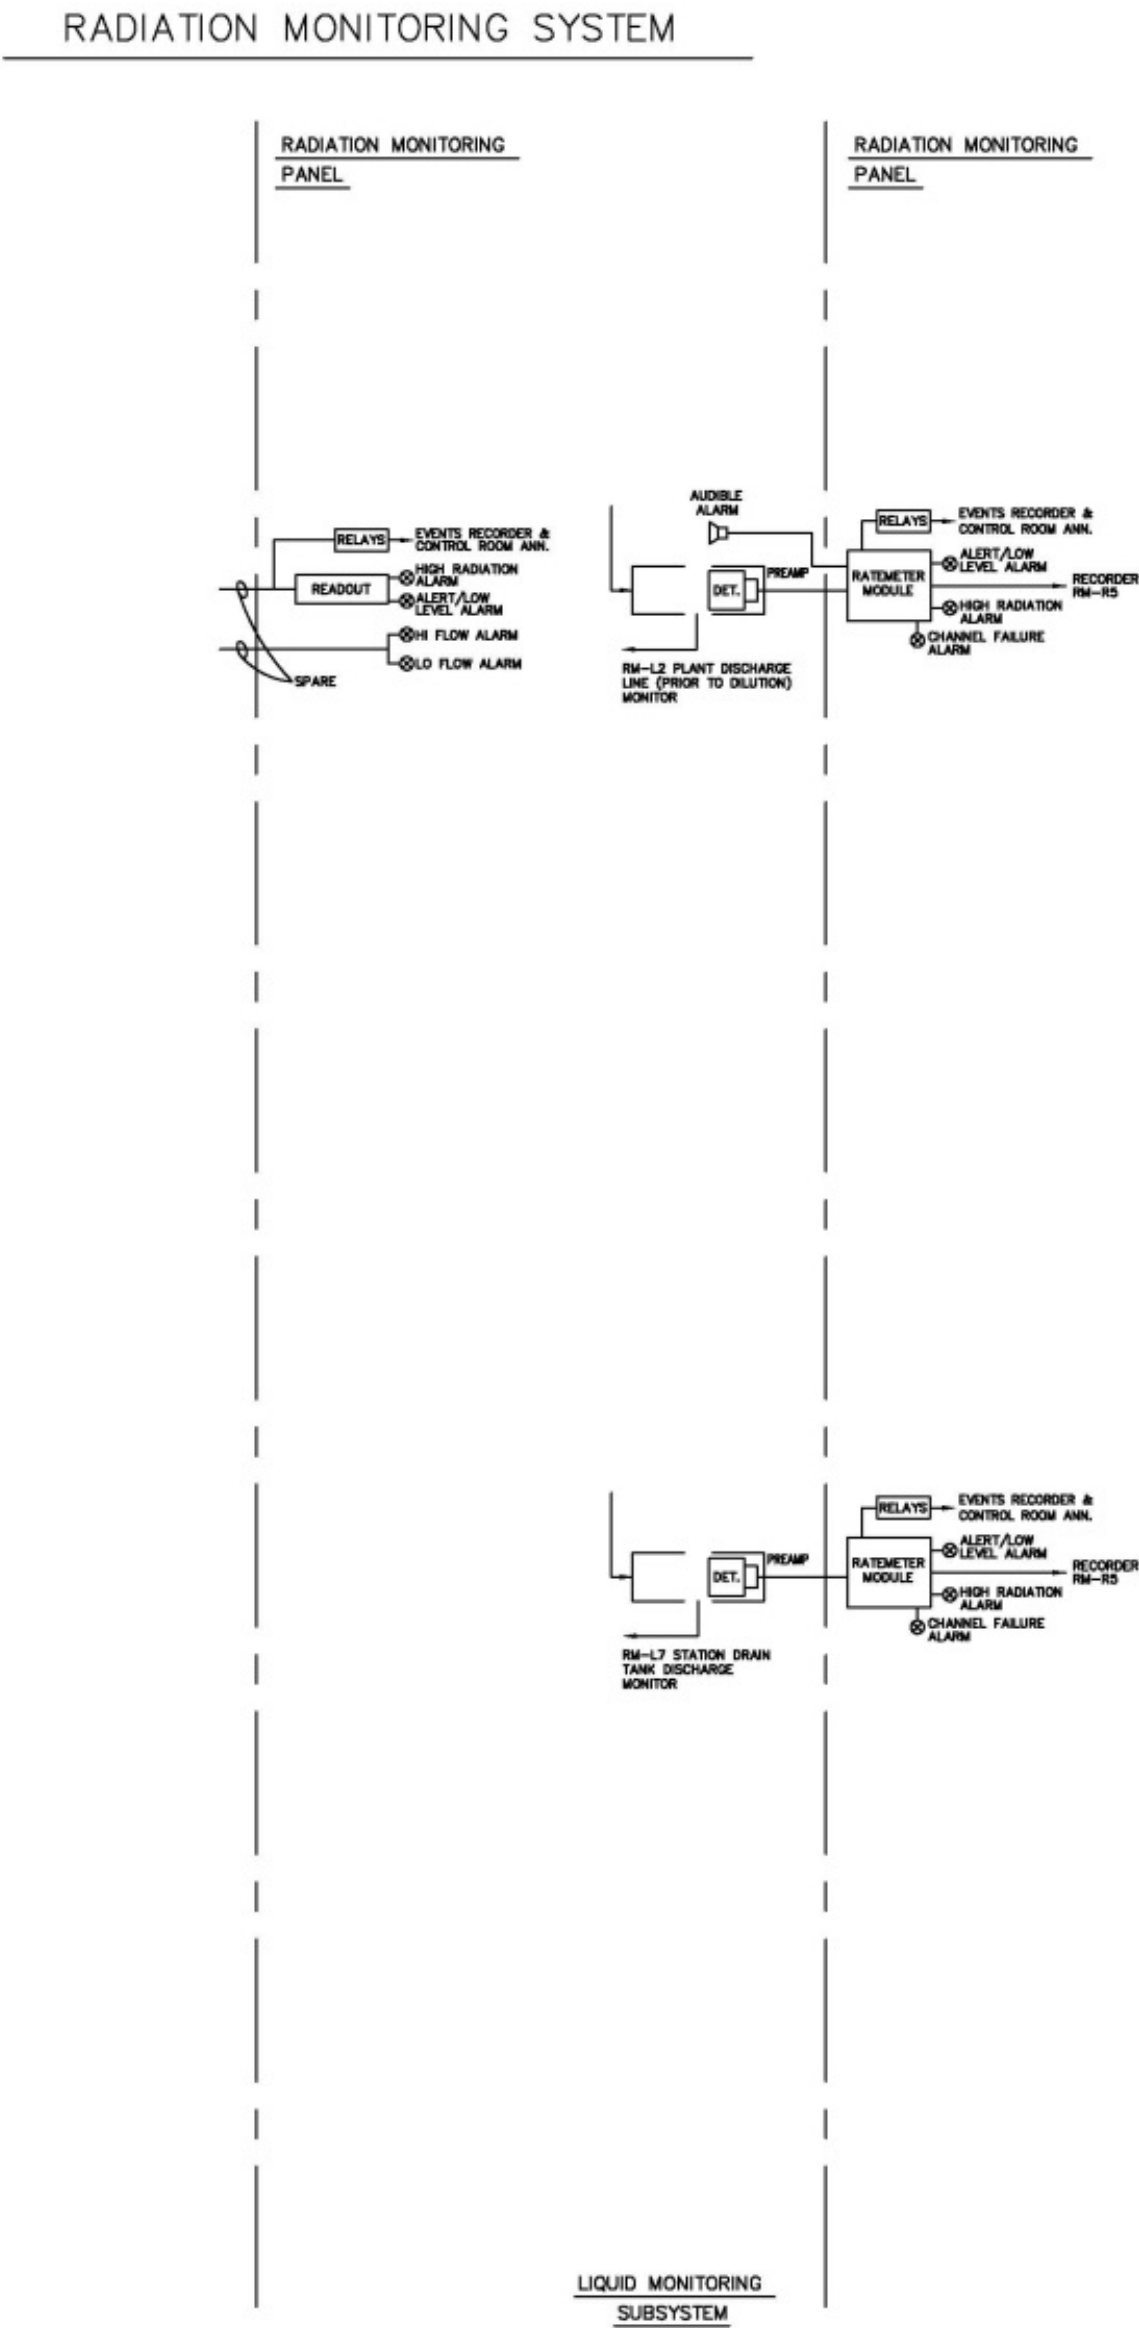 RADIATION MONITORING SYSTEM
RADIATION MONITORING
PANEL
RADIATION MONITORING
PANEL
RELAYS
EVENTS RECORDER &
CONTROL ROOM ANN.
READOUT
HIGH RADIATION
ALARM
ALERT/LOW
LEVEL ALARM
HI FLOW ALARM
LO FLOW ALARM
SPARE
AUDIBLE
ALARM
DET.
PREAMP
RM-L2 PLANT DISCHARGE
LINE (PRIOR TO DILUTION)
MONITOR
RELAYS
EVENTS RECORDER &
CONTROL ROOM ANN.
RATEMETER
MODULE
ALERT/LOW
LEVEL ALARM
RECORDER
RM-R5
HIGH RADIATION
ALARM
CHANNEL FAILURE
ALARM
DET.
PREAMP
RM-L7 STATION DRAIN
TANK DISCHARGE
MONITOR
RELAYS
EVENTS RECORDER &
CONTROL ROOM ANN.
RATEMETER
MODULE
ALERT/LOW
LEVEL ALARM
RECORDER
RM-R5
HIGH RADIATION
ALARM
CHANNEL FAILURE
ALARM
LIQUID MONITORING
SUBSYSTEM